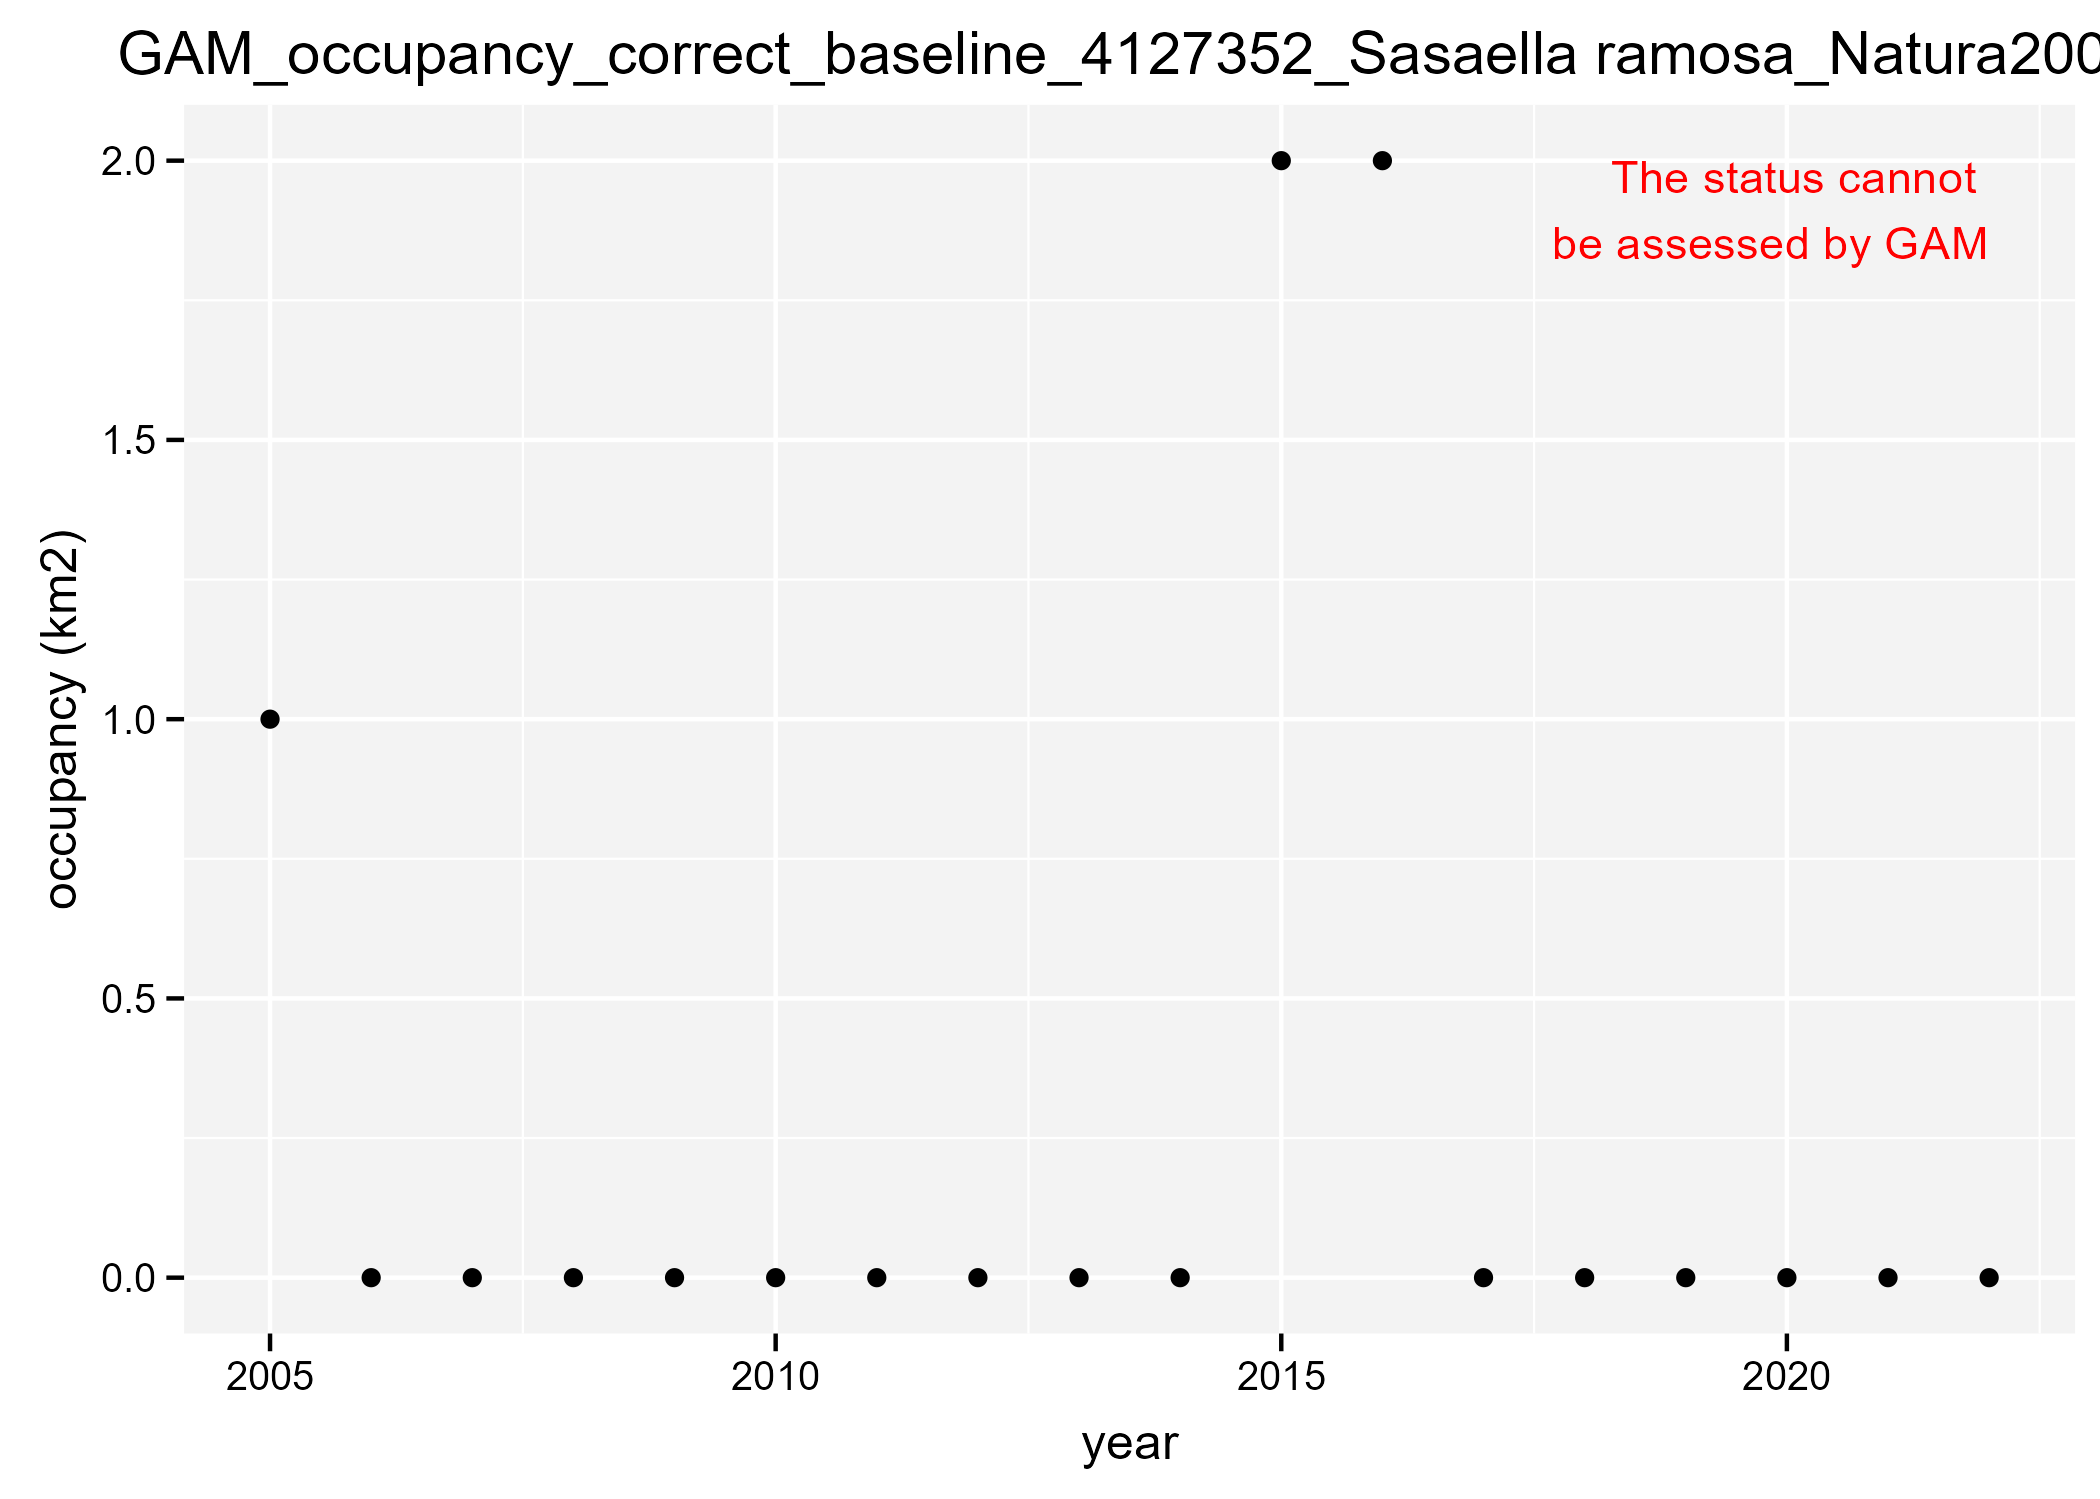 GAM_occupancy_correct_baseline_4127352_Sasaella ramosa_Natura200
2.0
The status cannot
be assessed by GAM
1.5
occupancy (km2)
1.0
0.5
0.0
2005
2010
2015
2020
year